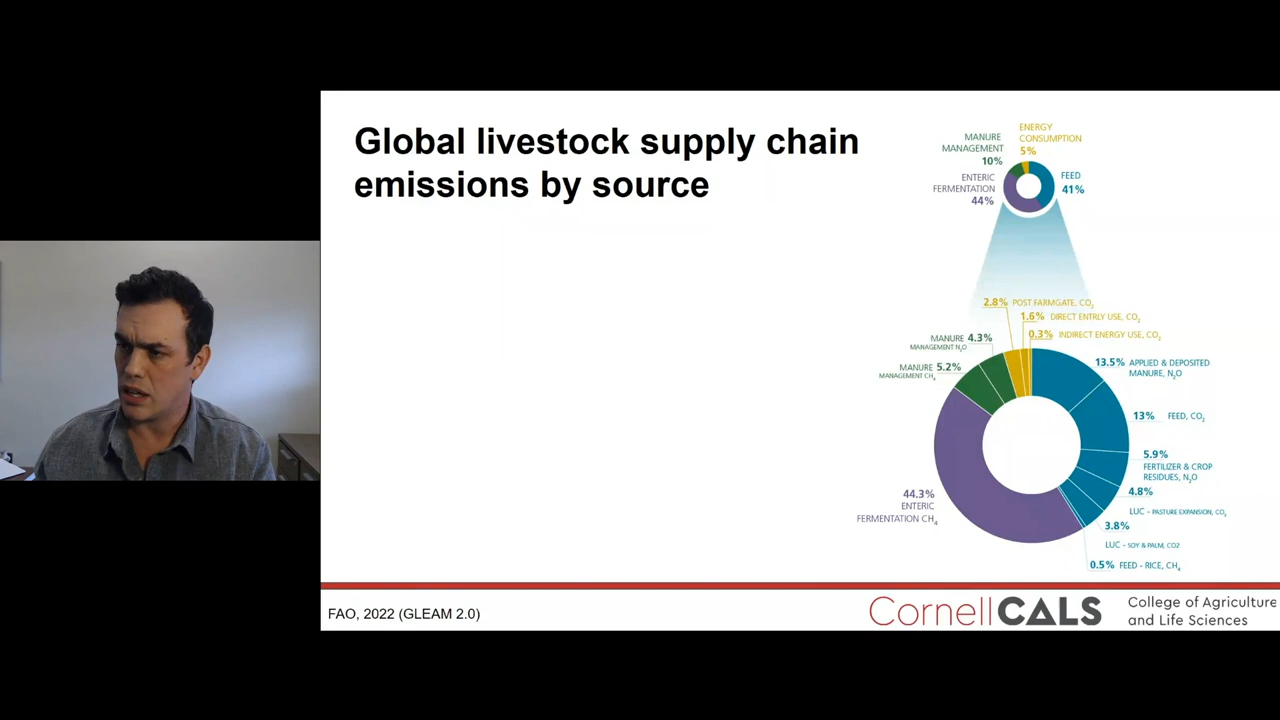 Global livestock supply chain
emissions by source
ENERGY
CONSUMPTION
5%
MANURE
MANAGEMENT
10%
ENTERIC
FERMENTATION
44%
FEED
41%
2.8% POST FARMGATE, CO₂
1.6% DIRECT ENTRLY USE, CO₂
0.3% INDIRECT ENERGY USE, CO₂
MANURE 4.3%
MANAGEMENT N₂O
MANURE 5.2%
MANAGEMENT CH₄
13.5% APPLIED & DEPOSITED
MANURE, N₂O
13% FEED, CO₂
5.9%
FERTILIZER & CROP
RESIDUES, N₂O
4.8%
LUC - PASTURE EXPANSION, CO₂
3.8%
LUC - SOY & PALM, CO2
0.5% FEED - RICE, CH₄
44.3%
ENTERIC
FERMENTATION CH₄
FAO, 2022 (GLEAM 2.0)
CornellCALS
College of Agriculture
and Life Sciences